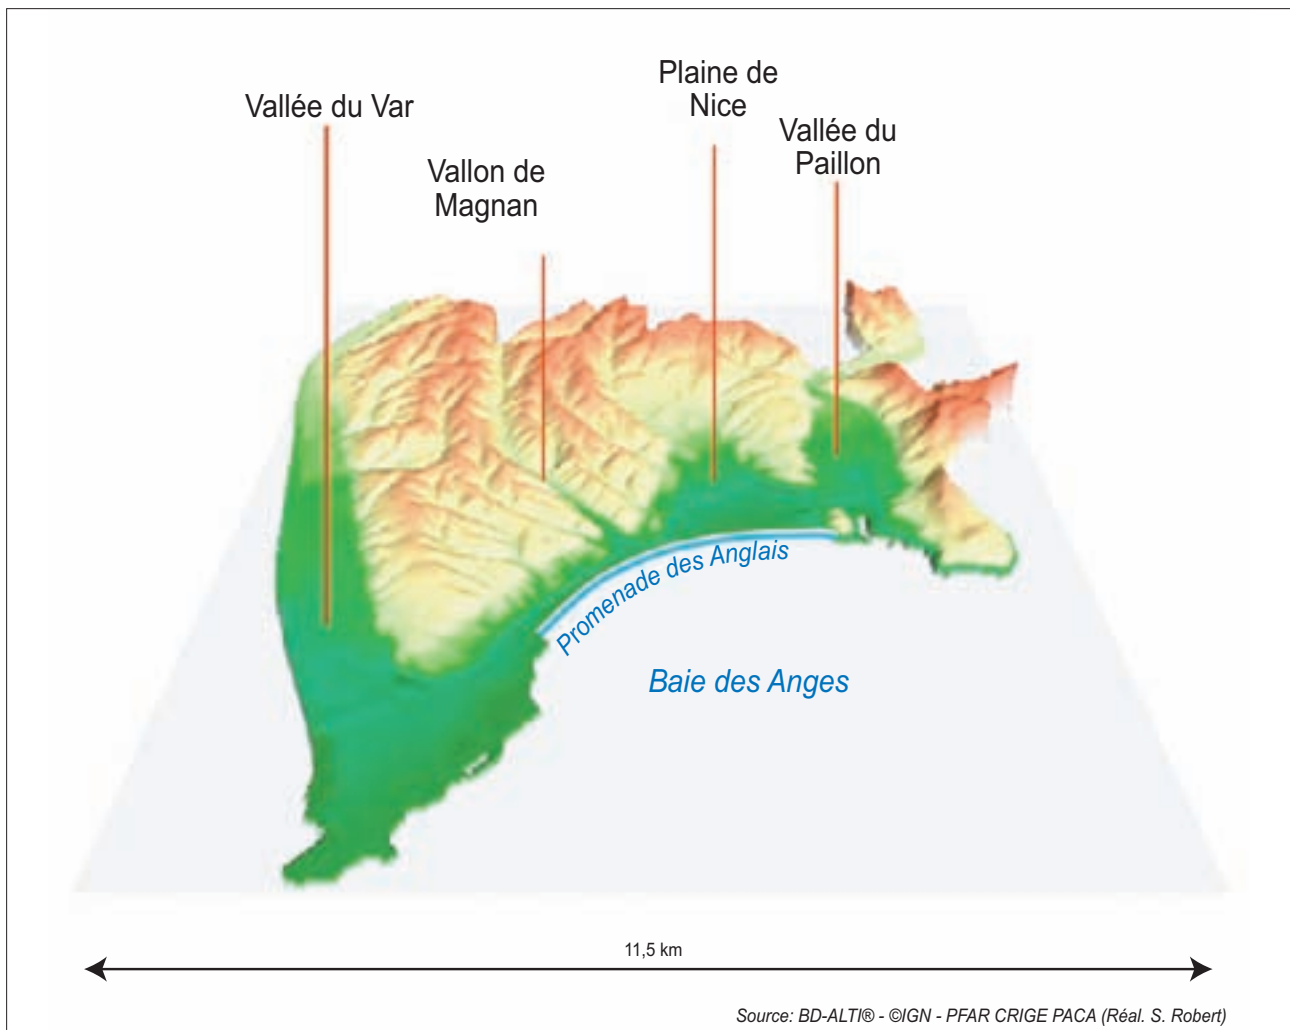 Vallée du Var
Vallon de
Magnan
Plaine de
Nice
Vallée du
Paillon
Promenade des Anglais
Baie des Anges
11,5 km
Source: BD-ALTI® - ©IGN - PFAR CRIGE PACA (Réal. S. Robert)